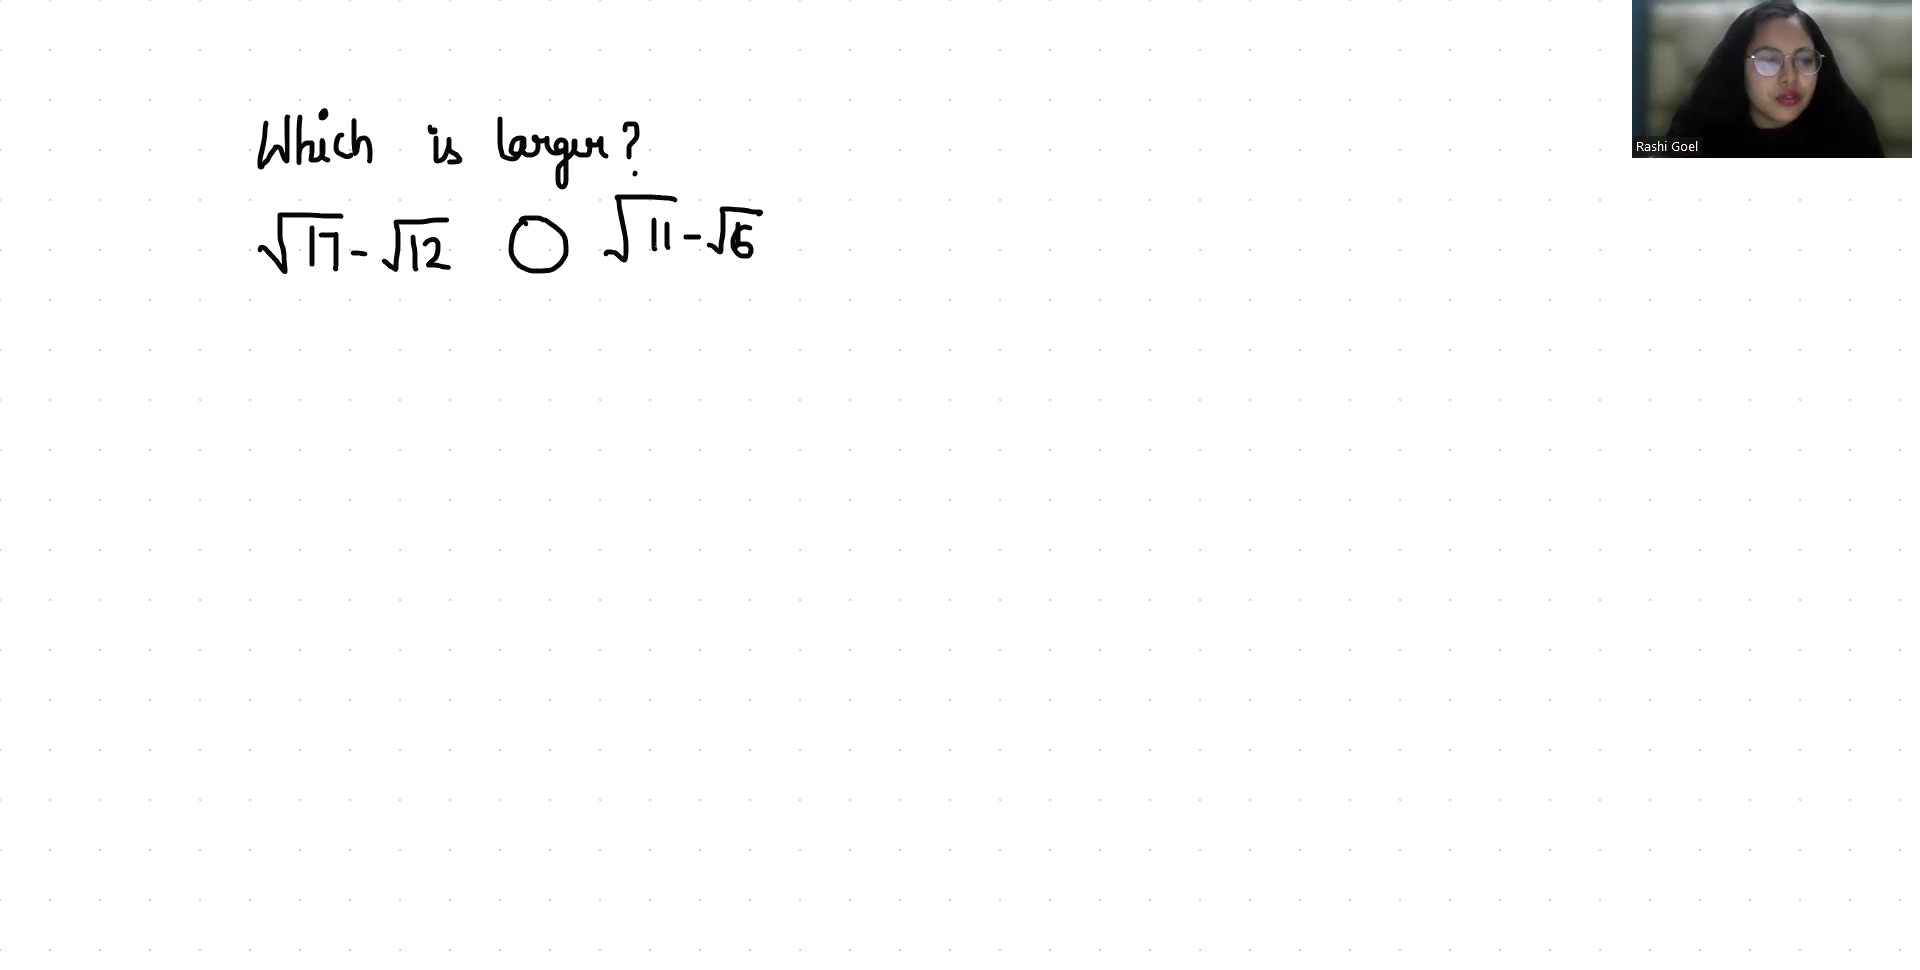 Which is larger?
√17 - √12 ◯ √11 - √6
Rashi Goel